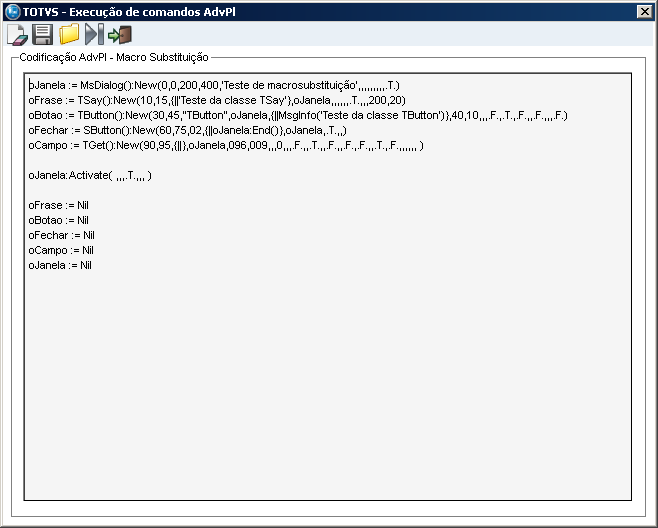 TOTVS - Execução de comandos AdvPl
Codificação AdvPl - Macro Substituição
oJanela := MsDialog():New(0,0,200,400,'Teste de macrosubstituição',,,,,,,,,.T.)
oFrase := TSay():New(10,15,{||'Teste da classe TSay'},oJanela,,,,,,.T.,,,200,20)
oBotao := TButton():New(30,45,"TButton",oJanela,{||MsgInfo('Teste da classe TButton')},40,10,,,.F.,.T.,.F.,,.F.,,,.F.)
oFechar := SButton():New(60,75,02,{||oJanela:End()},oJanela,.T.,,)
oCampo := TGet():New(90,95,{||},oJanela,096,009,,,0,,,.F.,,.T.,,.F.,,.F.,.F.,,.T.,.F.,,,,,, )
oJanela:Activate( ,,,.T.,,, )
oFrase := Nil
oBotao := Nil
oFechar := Nil
oCampo := Nil
oJanela := Nil